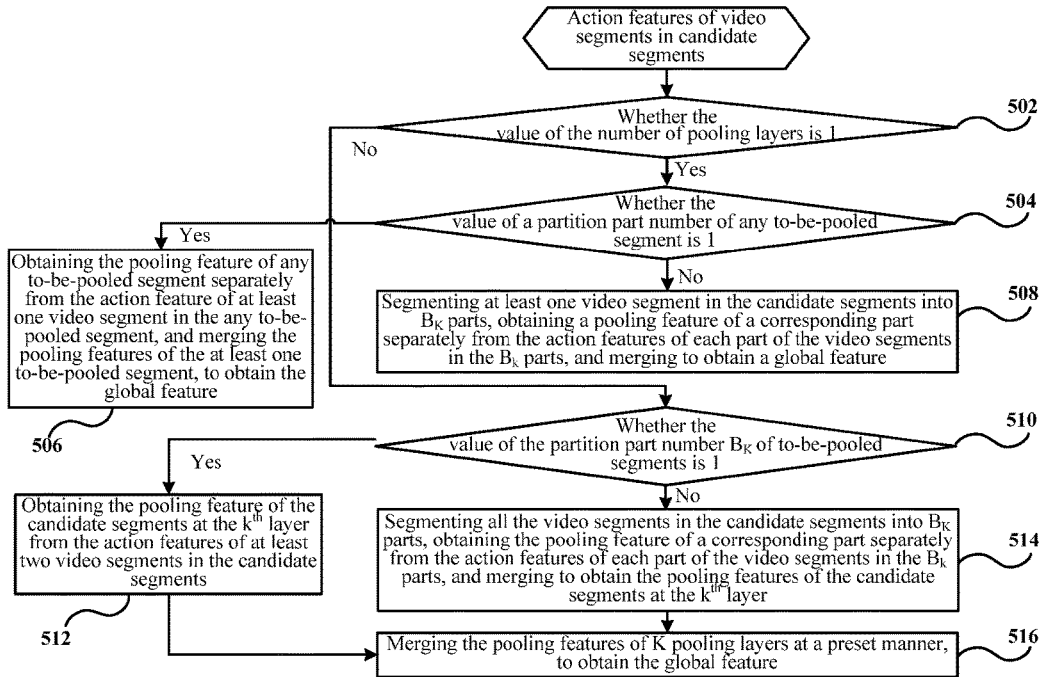 Action features of video
segments in candidate
segments
Whether the
value of the number of pooling layers is 1
502
No
Yes
Whether the
value of a partition part number of any to-be-pooled
segment is 1
504
Yes
No
Obtaining the pooling feature of any
to-be-pooled segment separately
from the action feature of at least
one video segment in the any to-be-
pooled segment, and merging the
pooling features of the at least one
to-be-pooled segment, to obtain the
global feature
506
Segmenting at least one video segment in the candidate segments into
B_K parts, obtaining a pooling feature of a corresponding part
separately from the action features of each part of the video segments
in the B_k parts, and merging to obtain a global feature
508
Whether the
value of the partition part number B_K of to-be-pooled
segments is 1
510
Yes
No
Obtaining the pooling feature of the
candidate segments at the k^th layer
from the action features of at least
two video segments in the candidate
segments
512
Segmenting all the video segments in the candidate segments into B_K
parts, obtaining the pooling feature of a corresponding part separately
from the action features of each part of the video segments in the B_k
parts, and merging to obtain the pooling features of the candidate
segments at the k^th layer
514
Merging the pooling features of K pooling layers at a preset manner,
to obtain the global feature
516